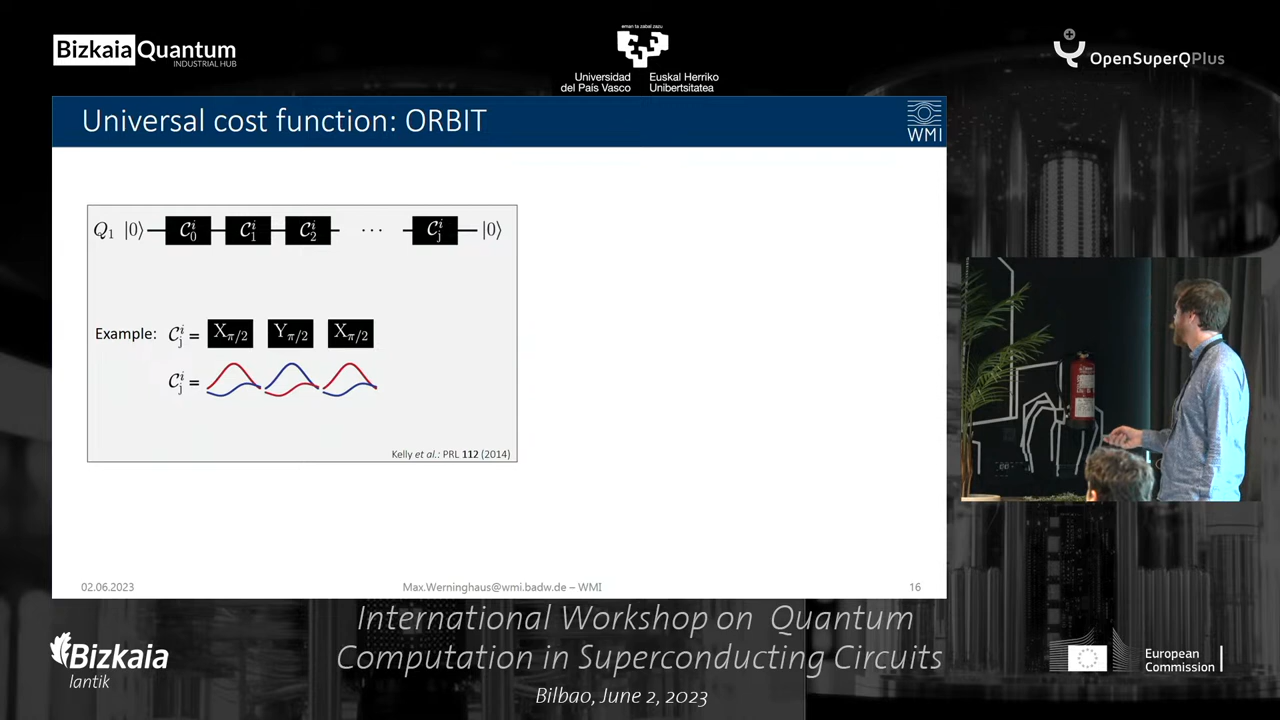 Bizkaia Quantum
INDUSTRIAL HUB
eman ta zabal zazu
Universidad
del País Vasco
Euskal Herriko
Unibertsitatea
OpenSuperQPlus
Universal cost function: ORBIT
WMI
Q₁ |0⟩ 𝒞₀ⁱ 𝒞₁ⁱ 𝒞₂ⁱ ··· 𝒞ⱼⁱ |0⟩
Example: 𝒞ⱼⁱ = X_π/2 Y_π/2 X_π/2
𝒞ⱼⁱ =
Kelly et al.: PRL 112 (2014)
02.06.2023
Max.Werninghaus@wmi.badw.de – WMI
16
International Workshop on Quantum
Computation in Superconducting Circuits
Bilbao, June 2, 2023
Bizkaia
lantik
European
Commission